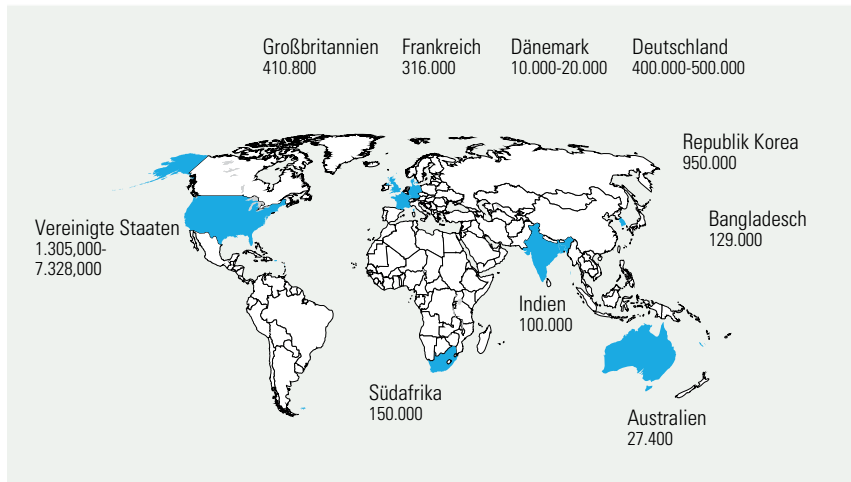 Großbritannien
410.800
Frankreich
316.000
Dänemark
10.000-20.000
Deutschland
400.000-500.000
Republik Korea
950.000
Vereinigte Staaten
1.305,000-
7.328,000
Bangladesch
129.000
Indien
100.000
Südafrika
150.000
Australien
27.400